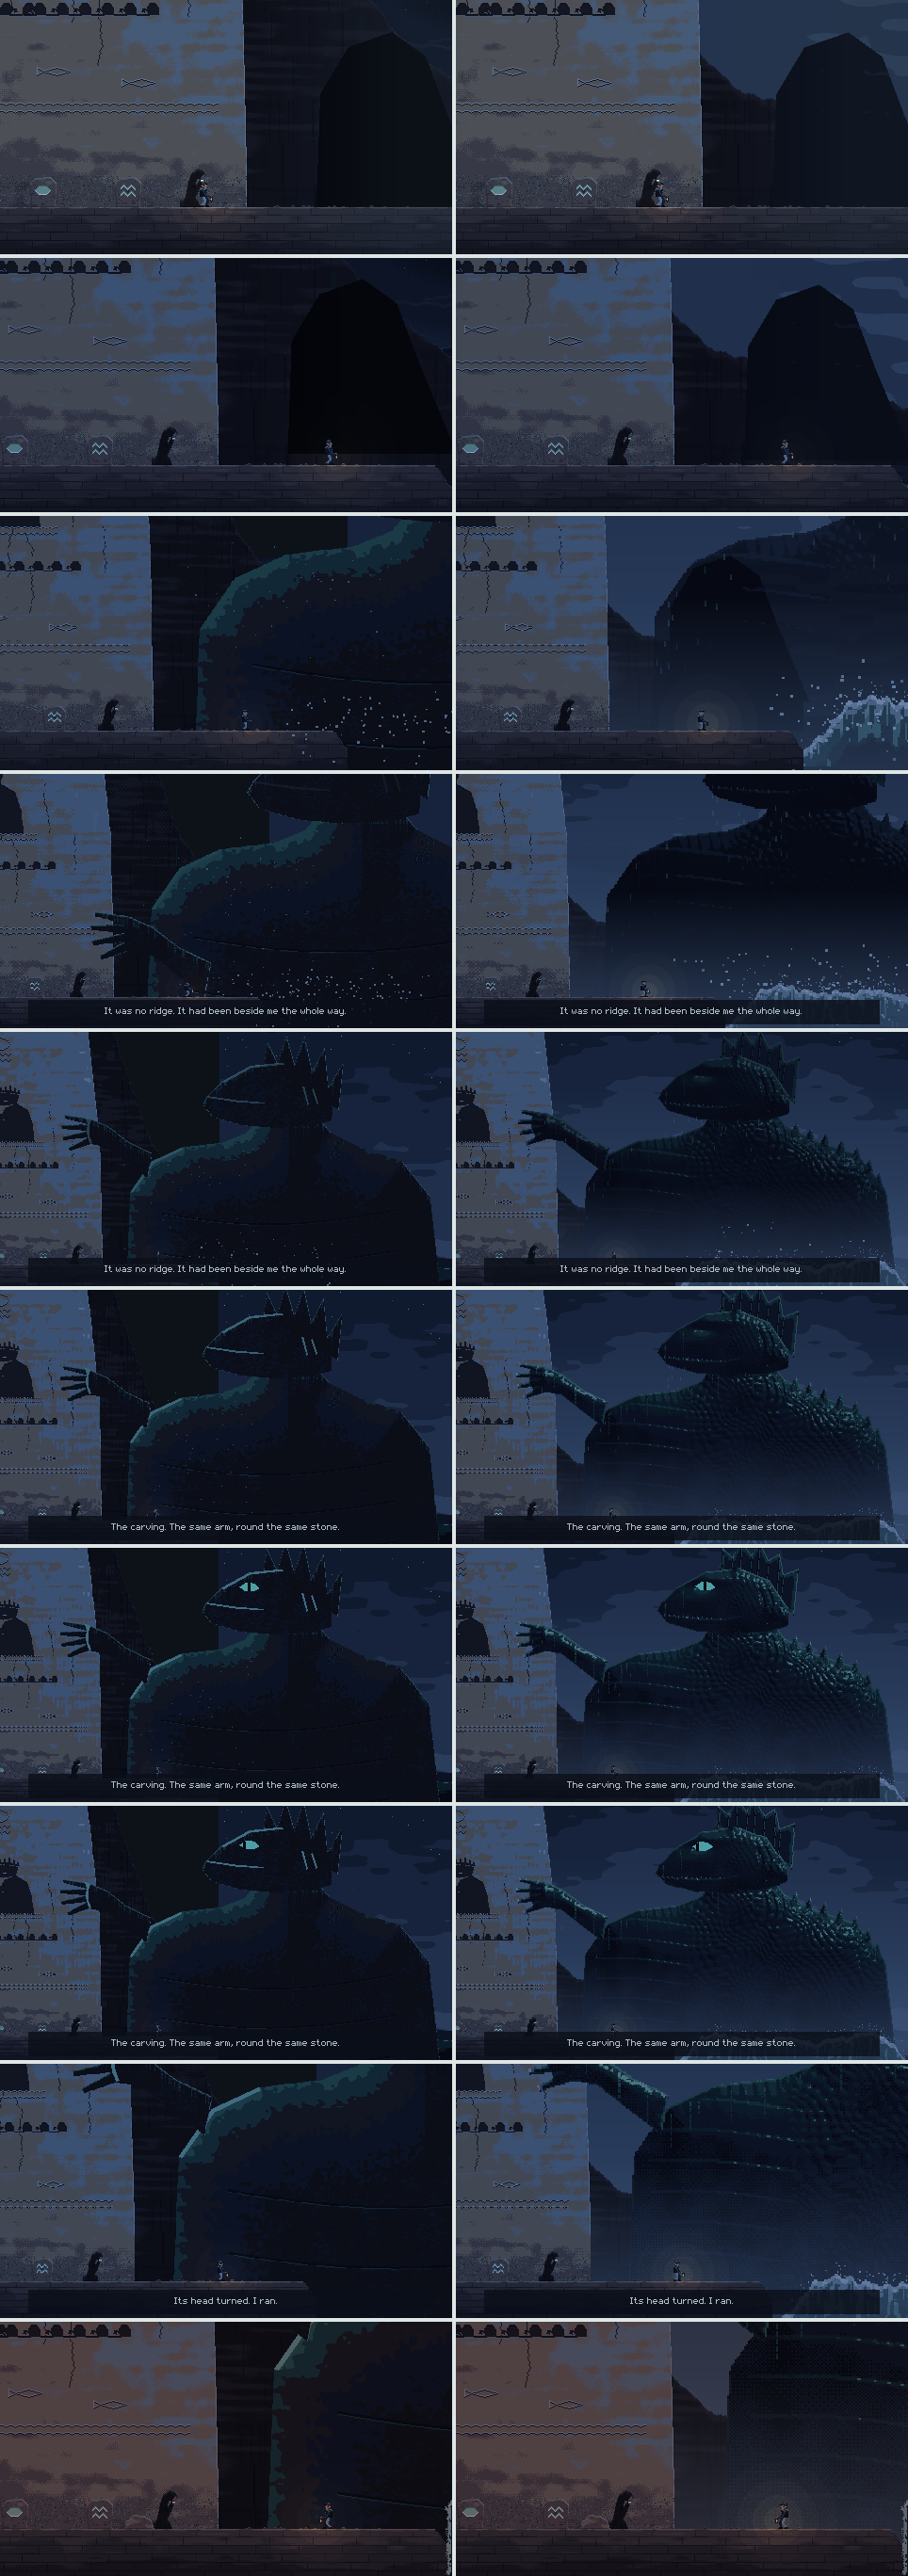 It was no ridge. It had been beside me the whole way.
It was no ridge. It had been beside me the whole way.
It was no ridge. It had been beside me the whole way.
It was no ridge. It had been beside me the whole way.
The carving. The same arm, round the same stone.
The carving. The same arm, round the same stone.
The carving. The same arm, round the same stone.
The carving. The same arm, round the same stone.
The carving. The same arm, round the same stone.
The carving. The same arm, round the same stone.
Its head turned. I ran.
Its head turned. I ran.